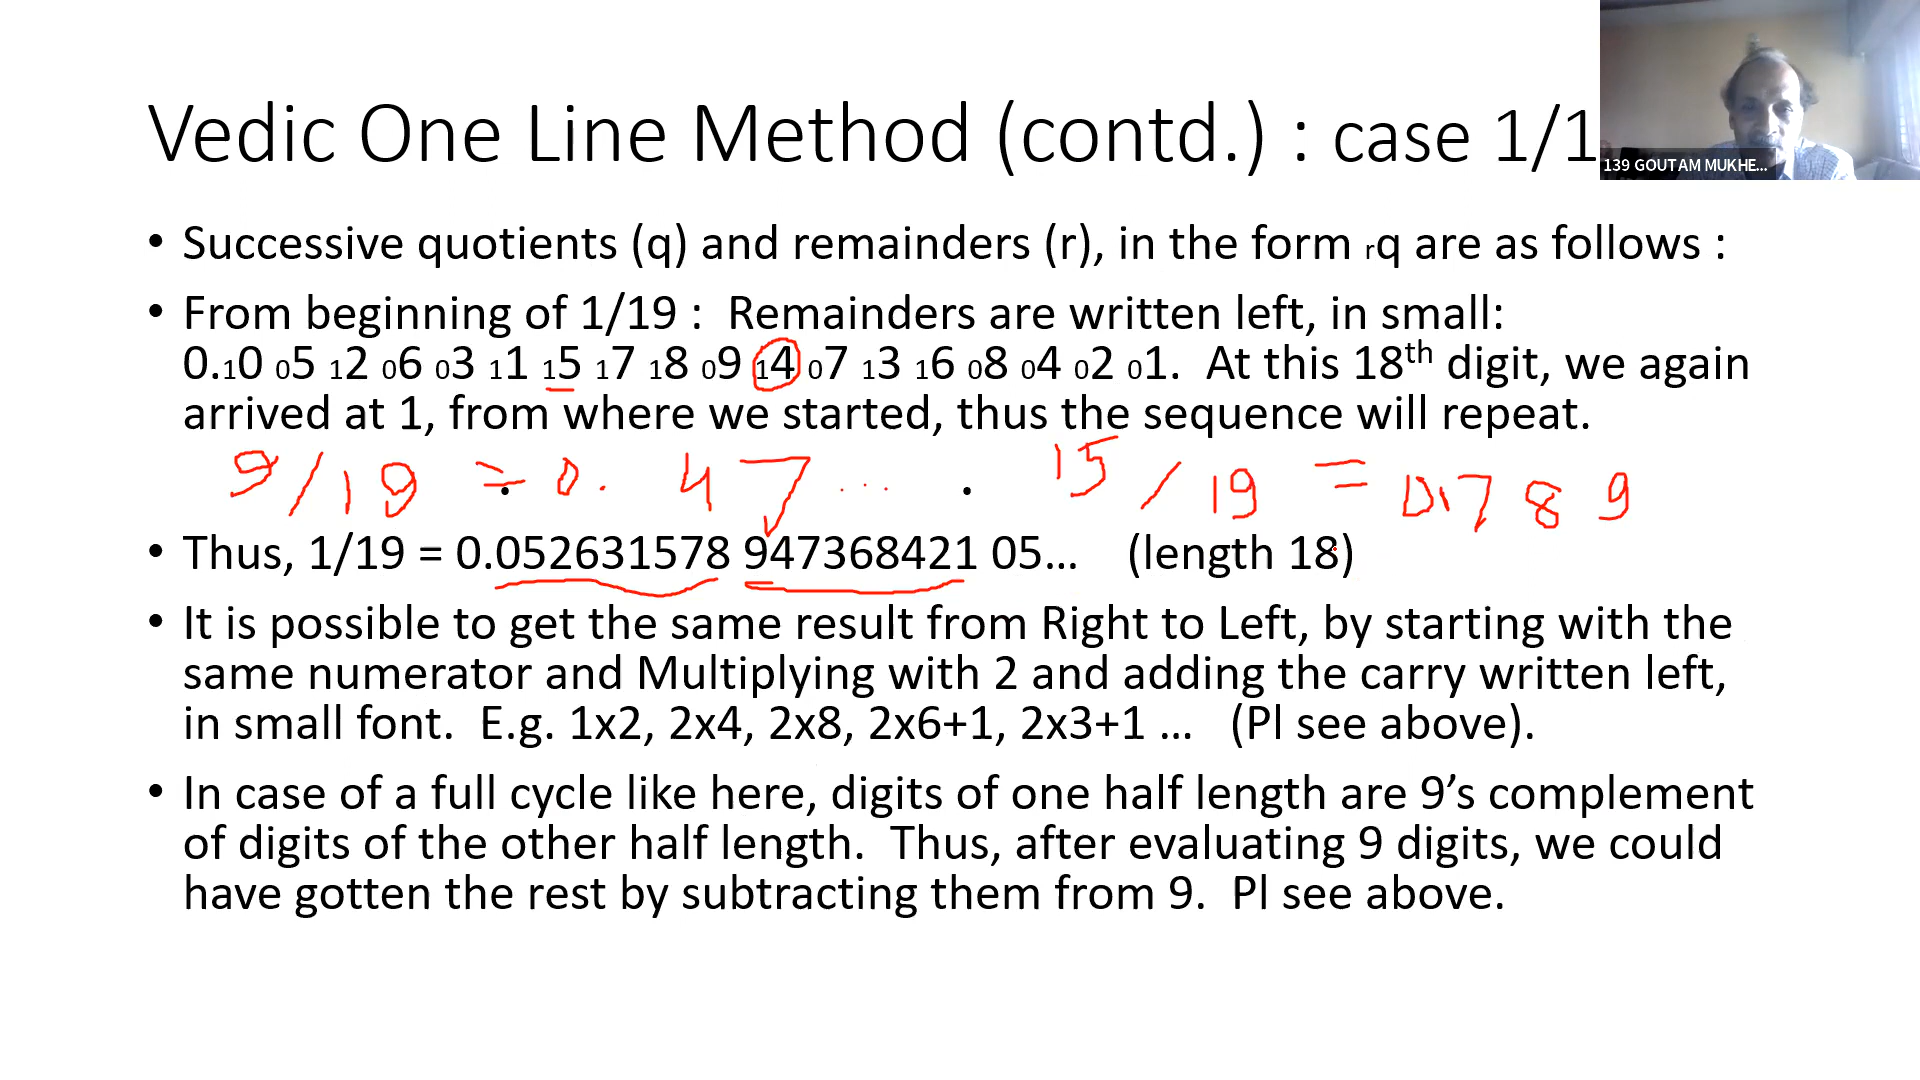 Vedic One Line Method (contd.) : case 1/1
139 GOUTAM MUKHE...
• Successive quotients (q) and remainders (r), in the form rq are as follows :
• From beginning of 1/19 : Remainders are written left, in small:
0.10 05 12 06 03 11 15 17 18 09 14 07 13 16 08 04 02 01. At this 18th digit, we again
arrived at 1, from where we started, thus the sequence will repeat.
9/19 = 0. 47... . 15/19 = 0.789
• Thus, 1/19 = 0.052631578 947368421 05... (length 18)
• It is possible to get the same result from Right to Left, by starting with the
same numerator and Multiplying with 2 and adding the carry written left,
in small font. E.g. 1x2, 2x4, 2x8, 2x6+1, 2x3+1 ... (Pl see above).
• In case of a full cycle like here, digits of one half length are 9’s complement
of digits of the other half length. Thus, after evaluating 9 digits, we could
have gotten the rest by subtracting them from 9. Pl see above.